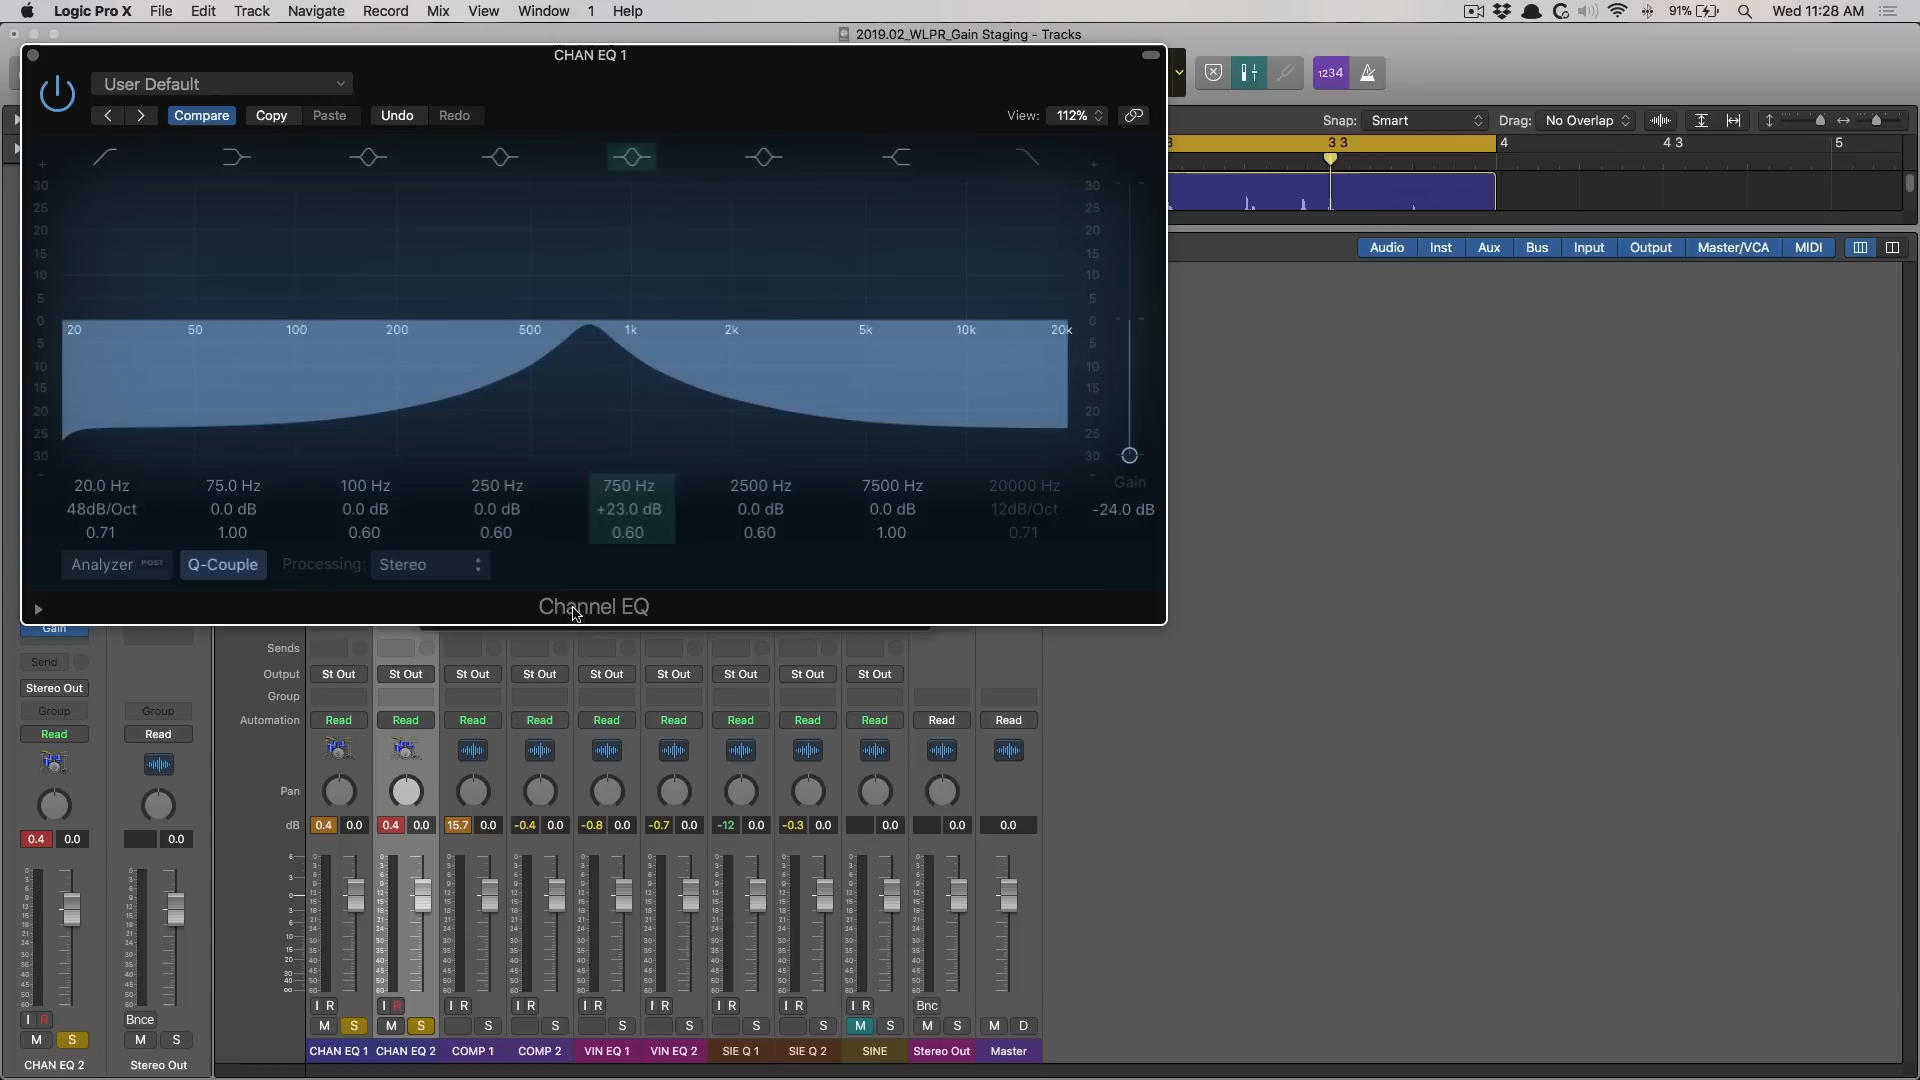 Logic Pro X File Edit Track Navigate Record Mix View Window 1 Help 91% Wed 11:28 AM
2019.02_WLPR_Gain Staging - Tracks
CHAN EQ 1
User Default
Compare Copy Paste Undo Redo View: 112%
1234
Snap: Smart Drag: No Overlap
3 3 4 4 3 5
Audio Inst Aux Bus Input Output Master/VCA MIDI
+ +
30 30
25 25
20 20
15 15
10 10
5 5
0 20 50 100 200 500 1k 2k 5k 10k 20k 0
5 5
10 10
15 15
20 20
25 25
30 30
Gain
20.0 Hz 75.0 Hz 100 Hz 250 Hz 750 Hz 2500 Hz 7500 Hz 20000 Hz
48dB/Oct 0.0 dB 0.0 dB 0.0 dB +23.0 dB 0.0 dB 0.0 dB 12dB/Oct -24.0 dB
0.71 1.00 0.60 0.60 0.60 0.60 1.00 0.71
Analyzer POST Q-Couple Processing: Stereo
Channel EQ
Gain
Send
Stereo Out
Group Group
Read Read
0.4 0.0 0.0
I R Bnce
M S M S
CHAN EQ 2 Stereo Out
Sends
Output St Out St Out St Out St Out St Out St Out St Out St Out St Out
Group
Automation Read Read Read Read Read Read Read Read Read Read Read
Pan
dB 0.4 0.0 0.4 0.0 15.7 0.0 -0.4 0.0 -0.8 0.0 -0.7 0.0 -12 0.0 -0.3 0.0 0.0 0.0 0.0
I R I R I R I R I R I R I R I R I R Bnc
M S M S S S S S S S M S M S M D
CHAN EQ 1 CHAN EQ 2 COMP 1 COMP 2 VIN EQ 1 VIN EQ 2 SIE Q 1 SIE Q 2 SINE Stereo Out Master